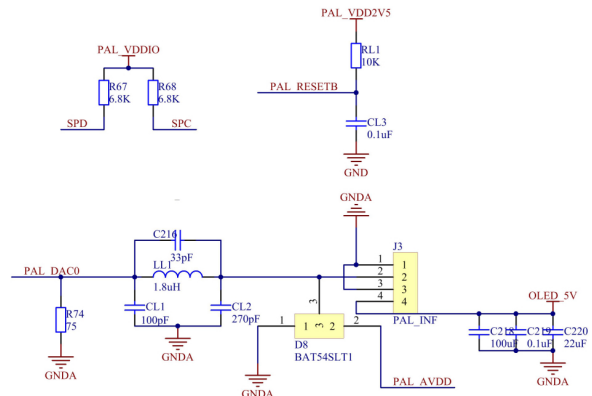 PAL_VDD2V5
RL1
10K
PAL_RESETB
CL3
0.1uF
GND
PAL_VDDIO
R67
6.8K
R68
6.8K
SPD
SPC
GNDA
C216
33pF
PAL_DAC0
LL1
1.8uH
R74
75
CL1
100pF
CL2
270pF
GNDA
GNDA
J3
1
2
3
4
1
2
3
4
PAL_INF
3
1
1
3
2
2
D8
BAT54SLT1
GNDA
PAL_AVDD
OLED_5V
C218
100uF
C219
0.1uF
C220
22uF
GNDA